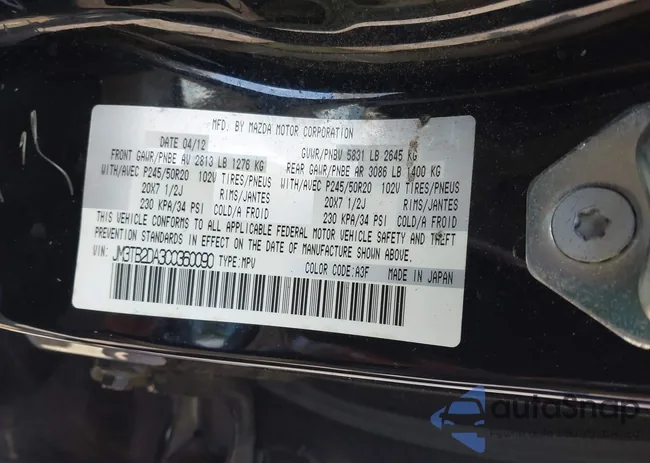 MFD. BY MAZDA MOTOR CORPORATION
DATE 04/12 GVWR/PNBV 5831 LB 2645 KG
FRONT GAWR/PNBE AV 2813 LB 1276 KG REAR GAWR/PNBE AR 3086 LB 1400 KG
WITH/AVEC P245/50R20 102V TIRES/PNEUS WITH/AVEC P245/50R20 102V TIRES/PNEUS
20X7 1/2J RIMS/JANTES 20X7 1/2J RIMS/JANTES
230 KPA/34 PSI COLD/A FROID 230 KPA/34 PSI COLD/A FROID
THIS VEHICLE CONFORMS TO ALL APPLICABLE FEDERAL MOTOR VEHICLE SAFETY AND THEFT
PREVENTION STANDARDS IN EFFECT ON THE DATE OF MANUFACTURE SHOWN ABOVE.
VIN: JM3TB2DA3C0360090 TYPE:MPV COLOR CODE:A3F MADE IN JAPAN
autoSnap